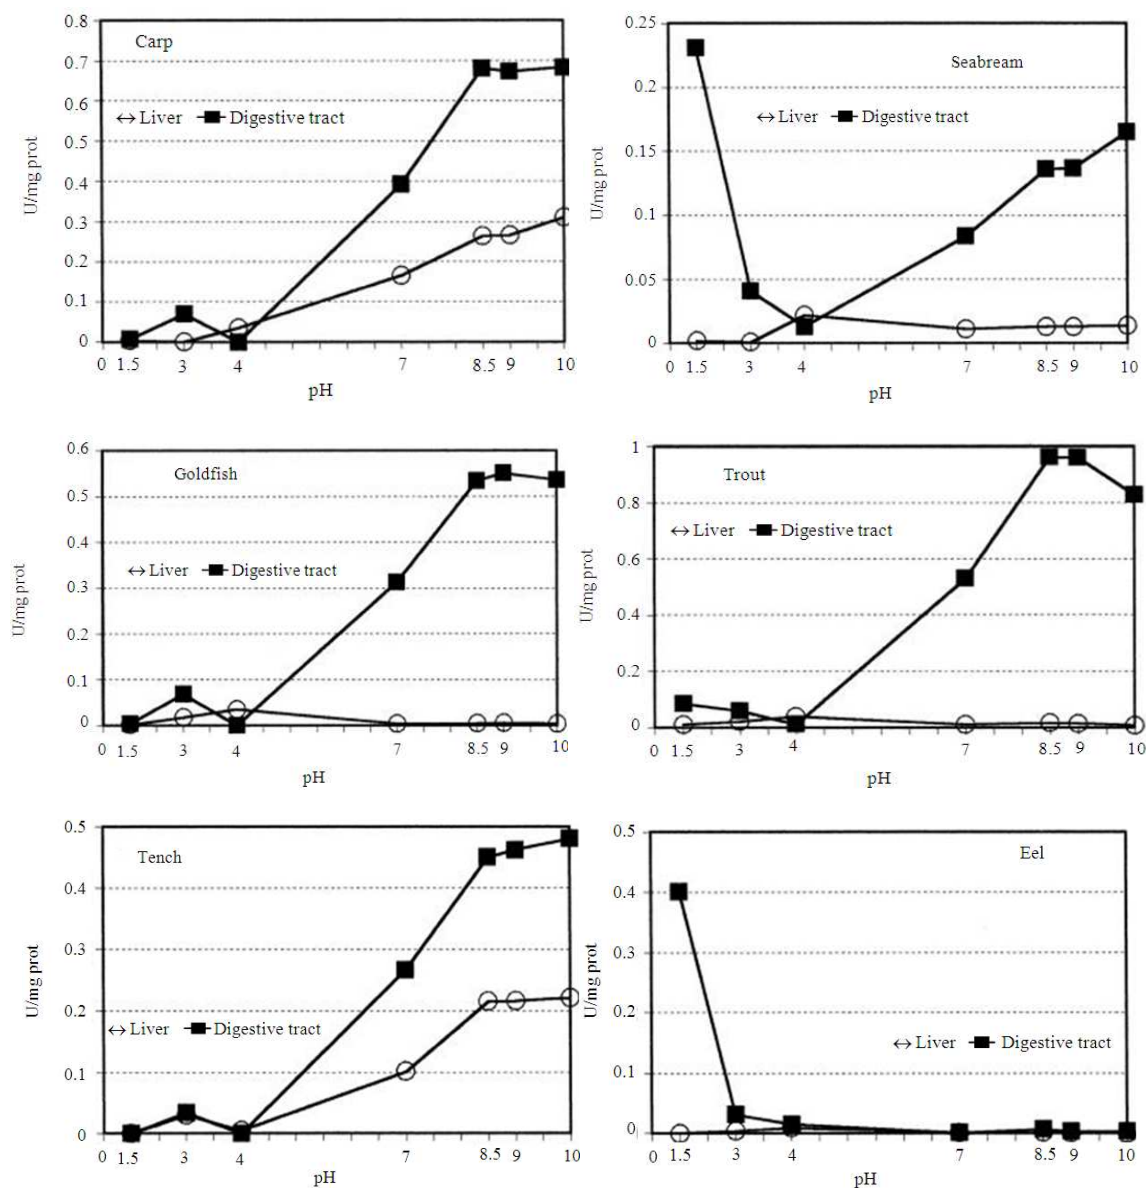 Carp
U/mg prot
0.8
0.7
0.6
0.5
0.4
0.3
0.2
0.1
0
↔ Liver Digestive tract
0 1.5 3 4 7 8.5 9 10
pH
Seabream
U/mg prot
0.25
0.2
0.15
0.1
0.05
0
↔ Liver Digestive tract
0 1.5 3 4 7 8.5 9 10
pH
Goldfish
U/mg prot
0.6
0.5
0.4
0.3
0.2
0.1
0
↔ Liver Digestive tract
0 1.5 3 4 7 8.5 9 10
pH
Trout
U/mg prot
1
0.8
0.6
0.4
0.2
0
↔ Liver Digestive tract
0 1.5 3 4 7 8.5 9 10
pH
Tench
U/mg prot
0.5
0.4
0.3
0.2
0.1
0
↔ Liver Digestive tract
0 1.5 3 4 7 8.5 9 10
pH
Eel
U/mg prot
0.5
0.4
0.3
0.2
0.1
0
↔ Liver Digestive tract
0 1.5 3 4 7 8.5 9 10
pH